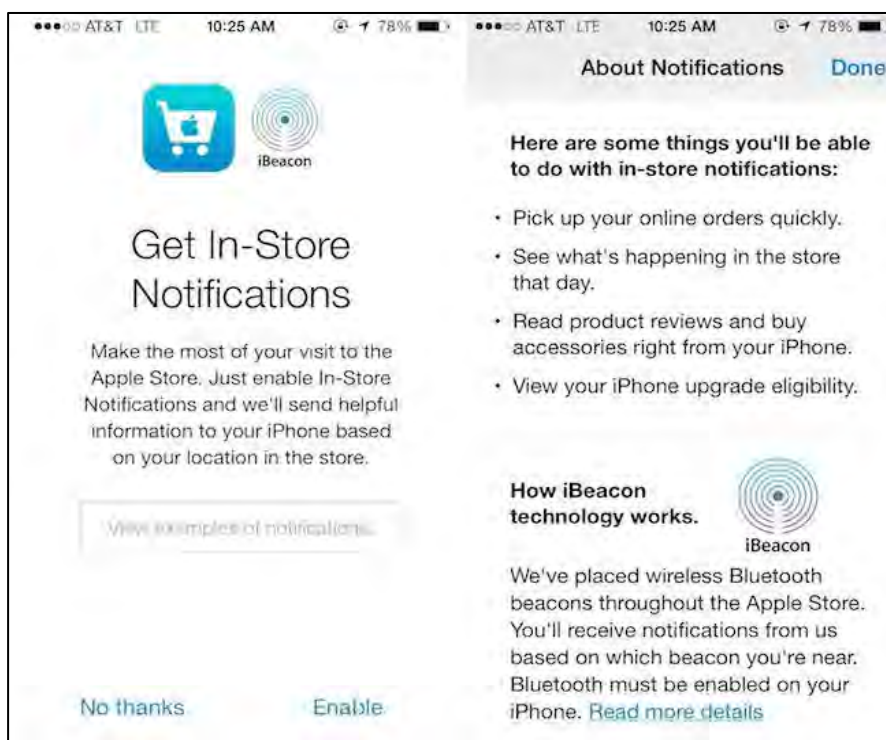 AT&T LTE 10:25 AM 78%
iBeacon
Get In-Store
Notifications
Make the most of your visit to the
Apple Store. Just enable In-Store
Notifications and we'll send helpful
information to your iPhone based
on your location in the store.
View examples of notifications.
No thanks Enable
AT&T LTE 10:25 AM 78%
About Notifications Done
Here are some things you'll be able
to do with in-store notifications:
• Pick up your online orders quickly.
• See what's happening in the store
that day.
• Read product reviews and buy
accessories right from your iPhone.
• View your iPhone upgrade eligibility.
How iBeacon
technology works.
iBeacon
We've placed wireless Bluetooth
beacons throughout the Apple Store.
You'll receive notifications from us
based on which beacon you're near.
Bluetooth must be enabled on your
iPhone. Read more details